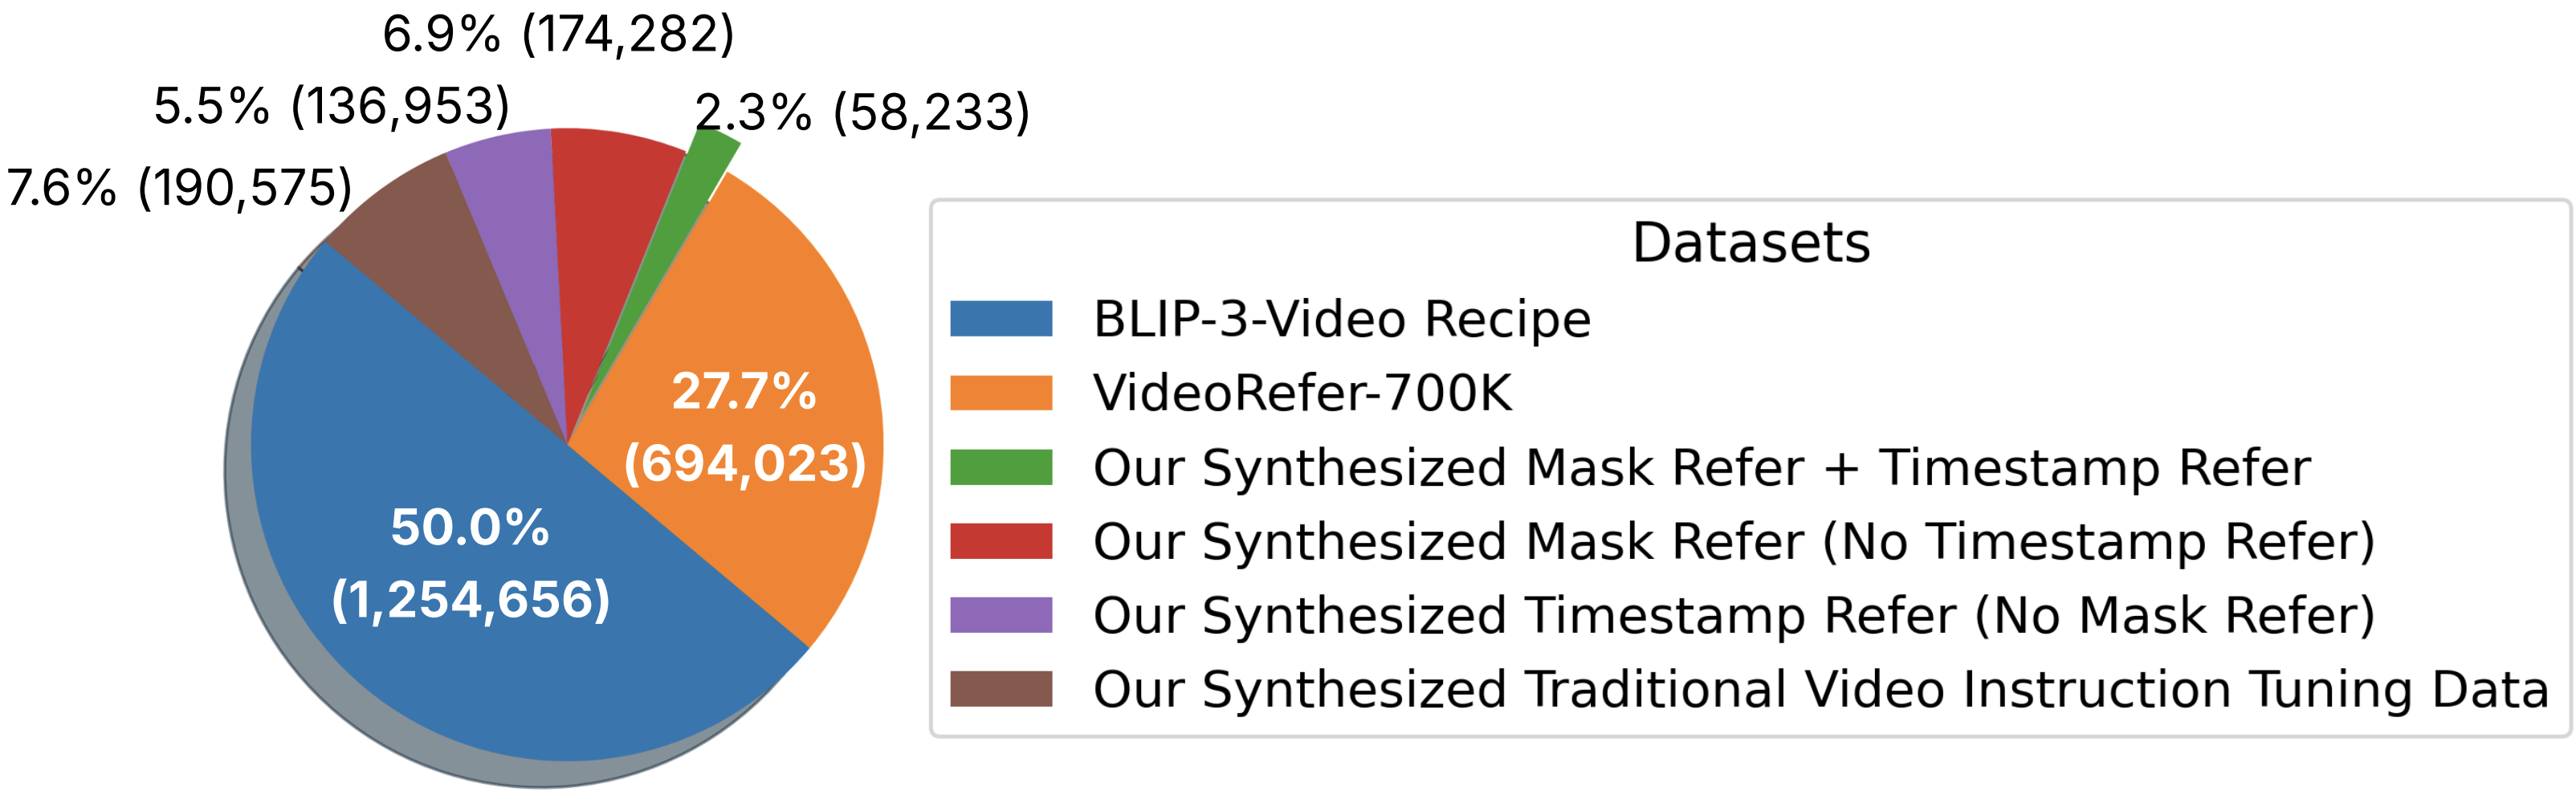 6.9% (174,282)
5.5% (136,953)
2.3% (58,233)
7.6% (190,575)
27.7%
(694,023)
50.0%
(1,254,656)
Datasets
BLIP-3-Video Recipe
VideoRefer-700K
Our Synthesized Mask Refer + Timestamp Refer
Our Synthesized Mask Refer (No Timestamp Refer)
Our Synthesized Timestamp Refer (No Mask Refer)
Our Synthesized Traditional Video Instruction Tuning Data